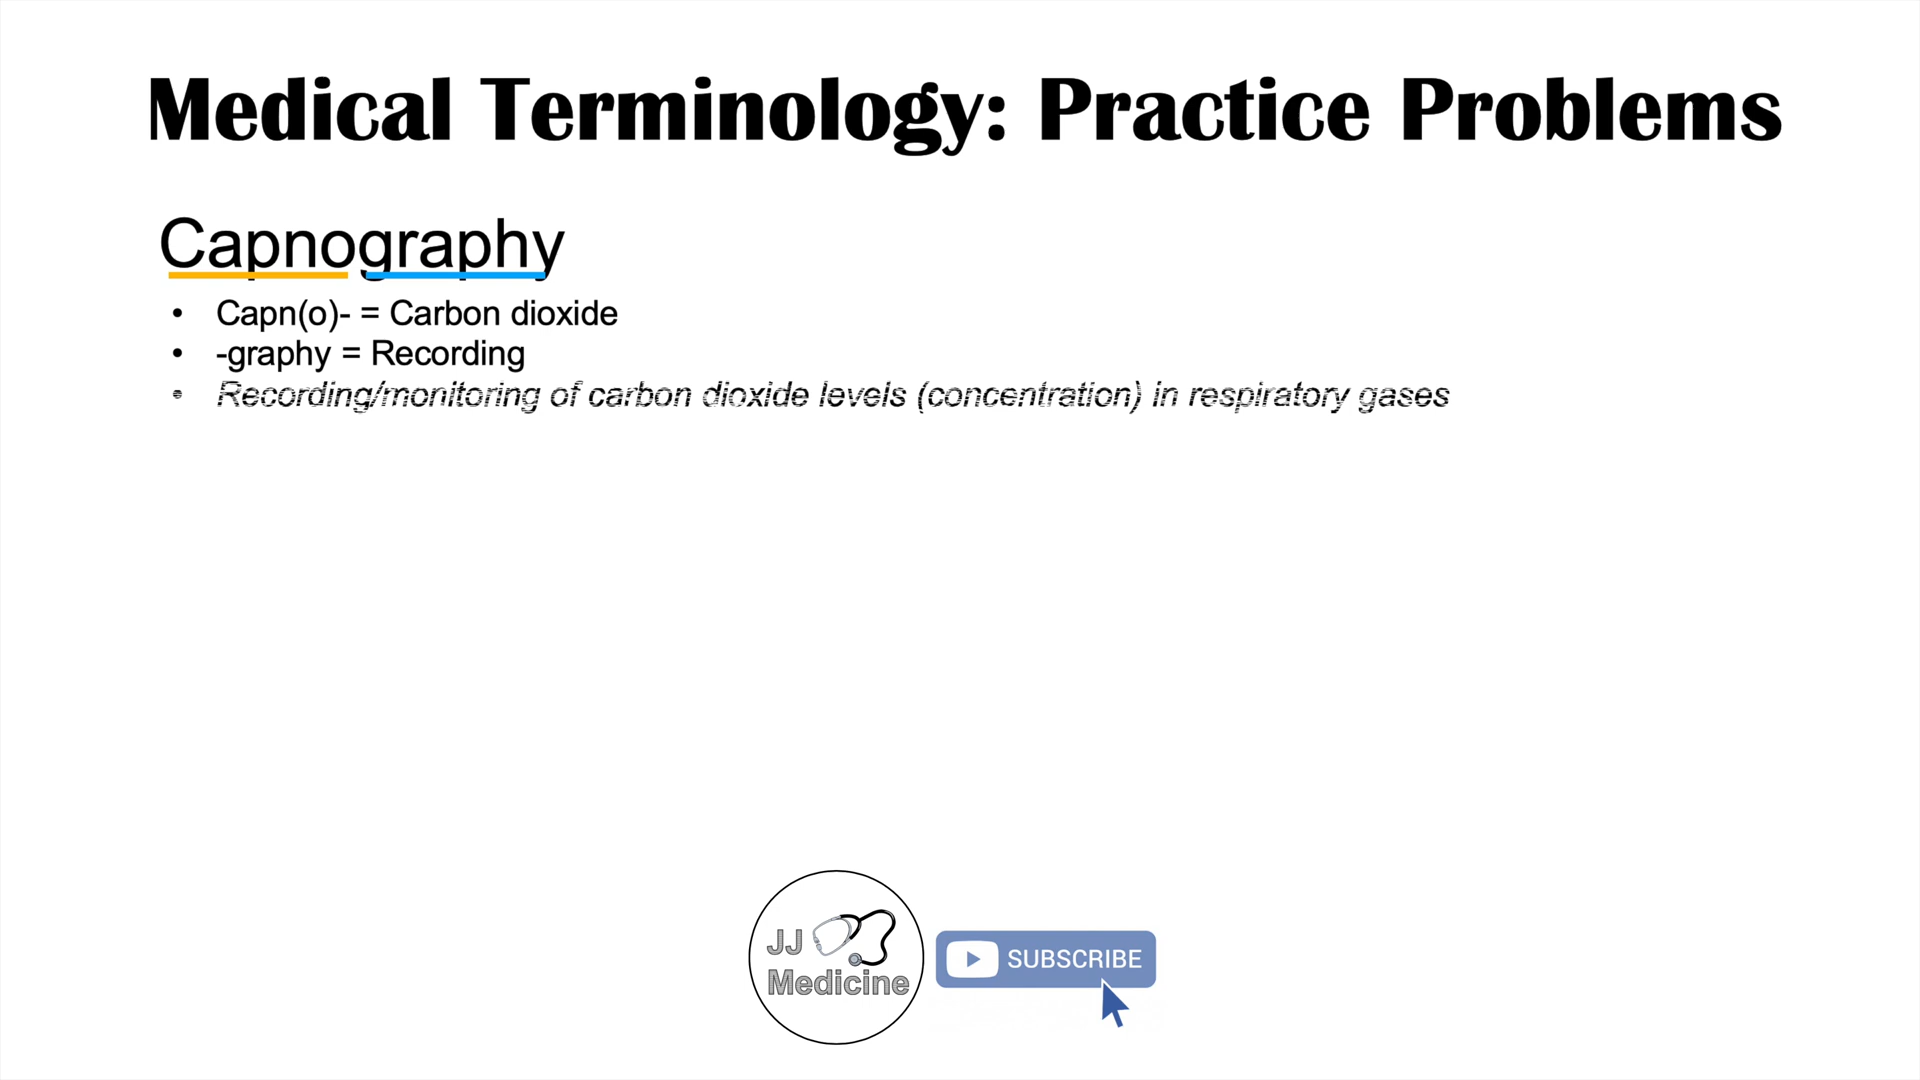 Medical Terminology: Practice Problems
Capnography
• Capn(o)- = Carbon dioxide
• -graphy = Recording
• Recording/monitoring of carbon dioxide levels (concentration) in respiratory gases
JJ
Medicine
SUBSCRIBE